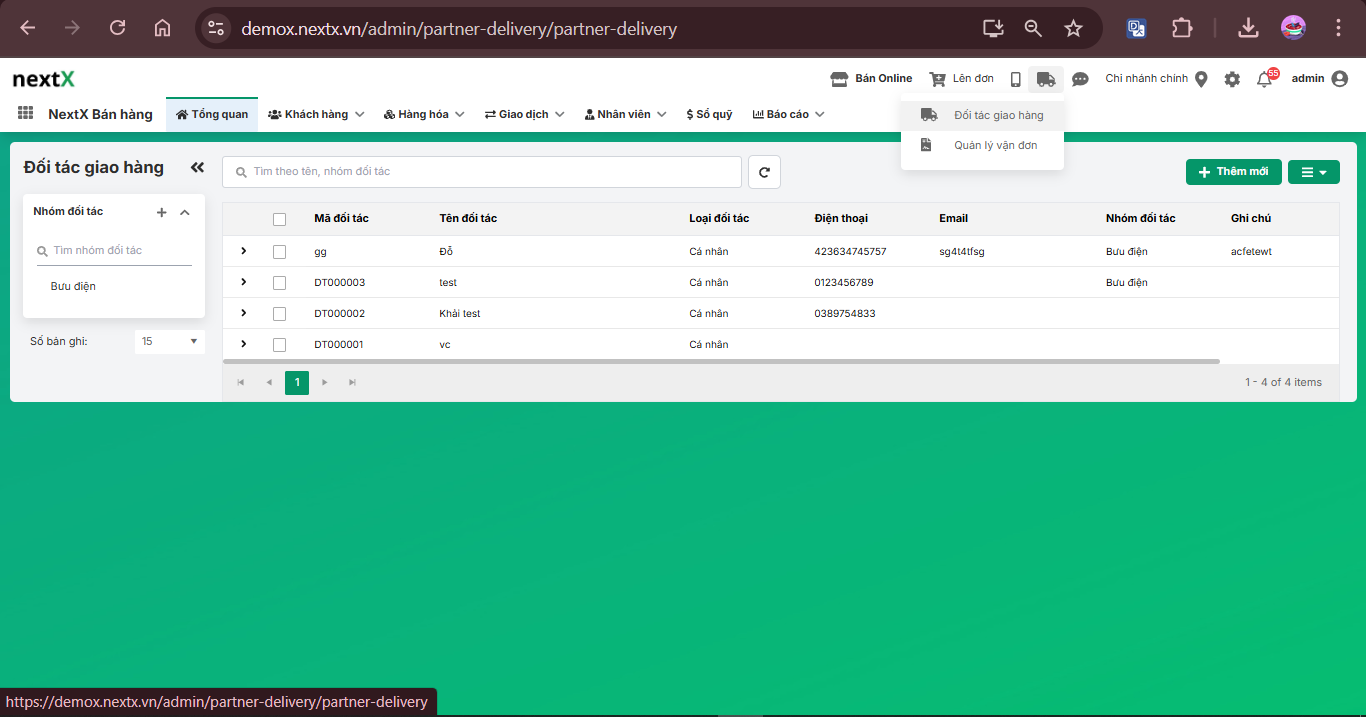 demox.nextx.vn/admin/partner-delivery/partner-delivery
nextX
Bán Online
Lên đơn
Chi nhánh chính
55
admin
NextX Bán hàng
Tổng quan
Khách hàng
Hàng hóa
Giao dịch
Nhân viên
$ Sổ quỹ
Báo cáo
Đối tác giao hàng
Quản lý vận đơn
Đối tác giao hàng
Tìm theo tên, nhóm đối tác
Thêm mới
Nhóm đối tác
Tìm nhóm đối tác
Bưu điện
Số bản ghi: 15
Mã đối tác Tên đối tác Loại đối tác Điện thoại Email Nhóm đối tác Ghi chú
gg Đỗ Cá nhân 423634745757 sg4t4tfsg Bưu điện acfetewt
DT000003 test Cá nhân 0123456789 Bưu điện
DT000002 Khải test Cá nhân 0389754833
DT000001 vc Cá nhân
1
1 - 4 of 4 items
https://demox.nextx.vn/admin/partner-delivery/partner-delivery